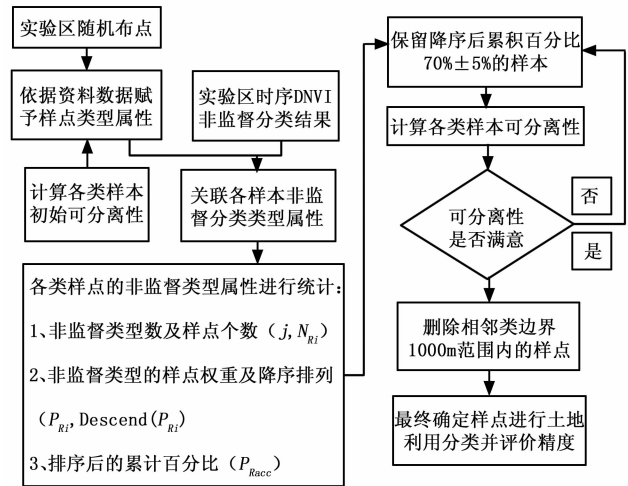 实验区随机布点
依据资料数据赋
予样点类型属性
实验区时序DNVI
非监督分类结果
计算各类样本
初始可分离性
关联各样本非监
督分类类型属性
各类样点的非监督类型属性进行统计：
1、非监督类型数及样点个数（j,NRi）
2、非监督类型的样点权重及降序排列
（PRi,Descend(PRi)
3、排序后的累计百分比（PRacc）
保留降序后累积百分比
70%±5%的样本
计算各类样本可分离性
可分离性
是否满意
否
是
删除相邻类边界
1000m范围内的样点
最终确定样点进行土地
利用分类并评价精度